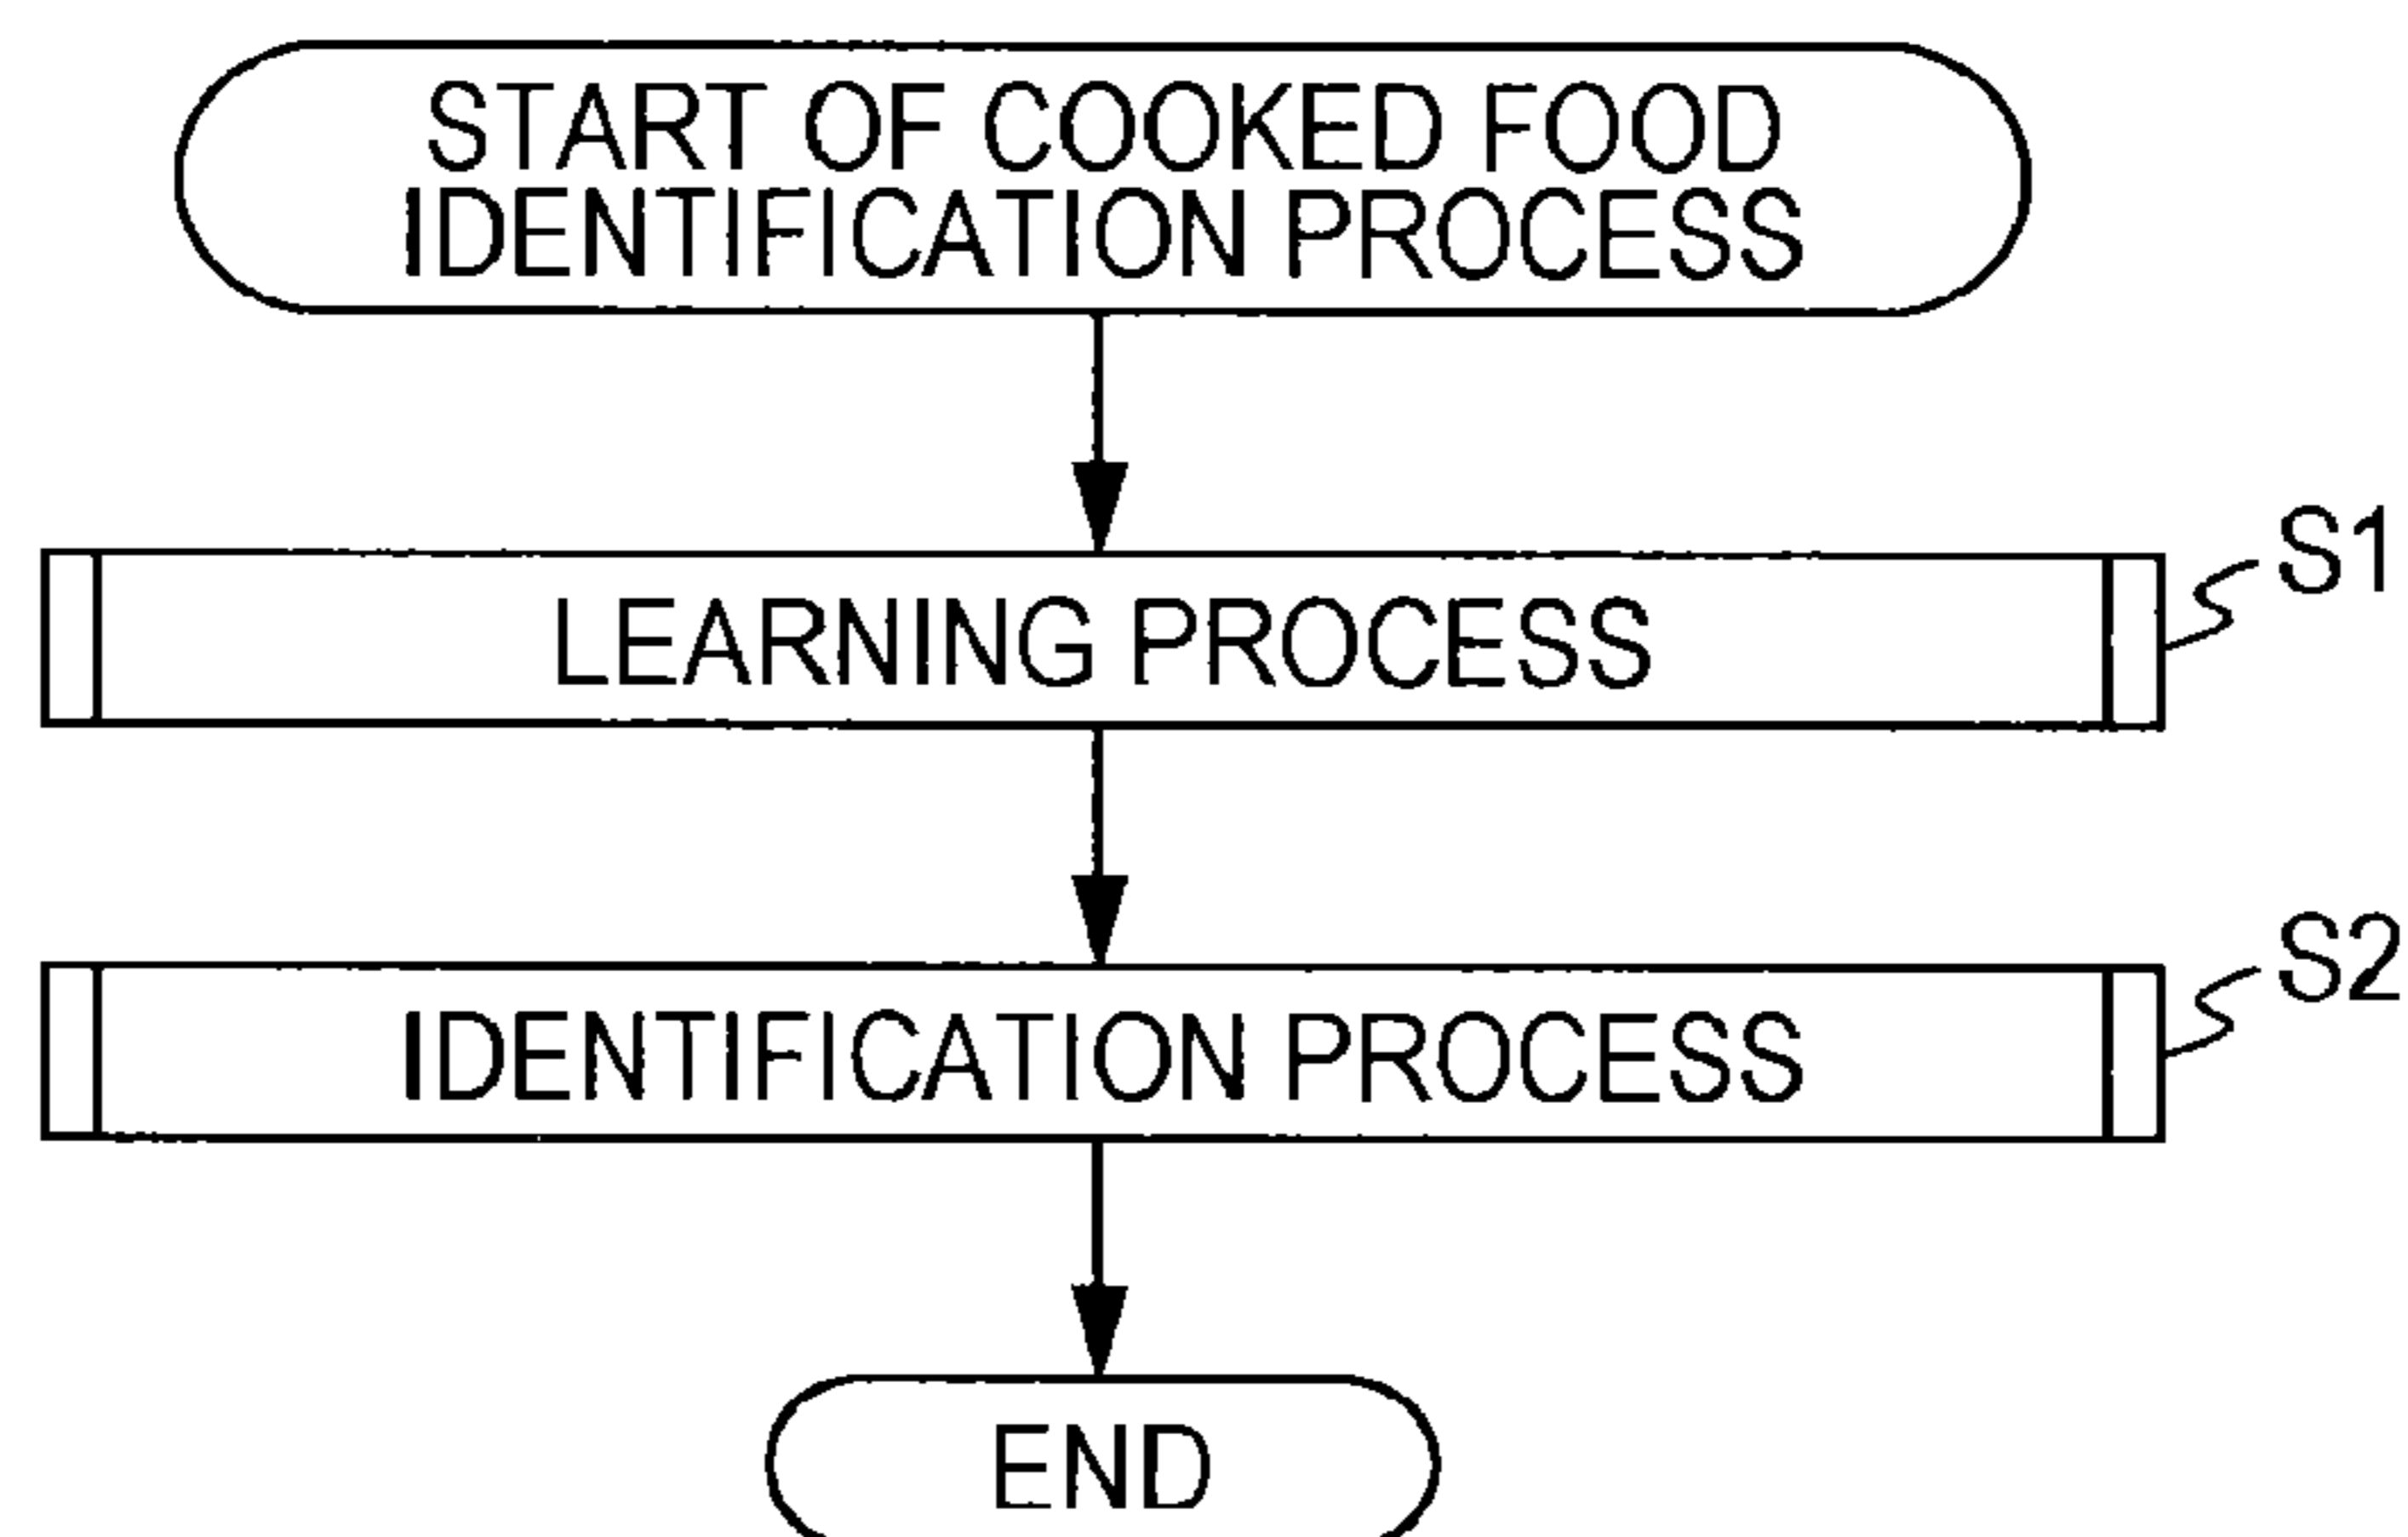 START OF COOKED FOOD
IDENTIFICATION PROCESS
S1
LEARNING PROCESS
S2
IDENTIFICATION PROCESS
END